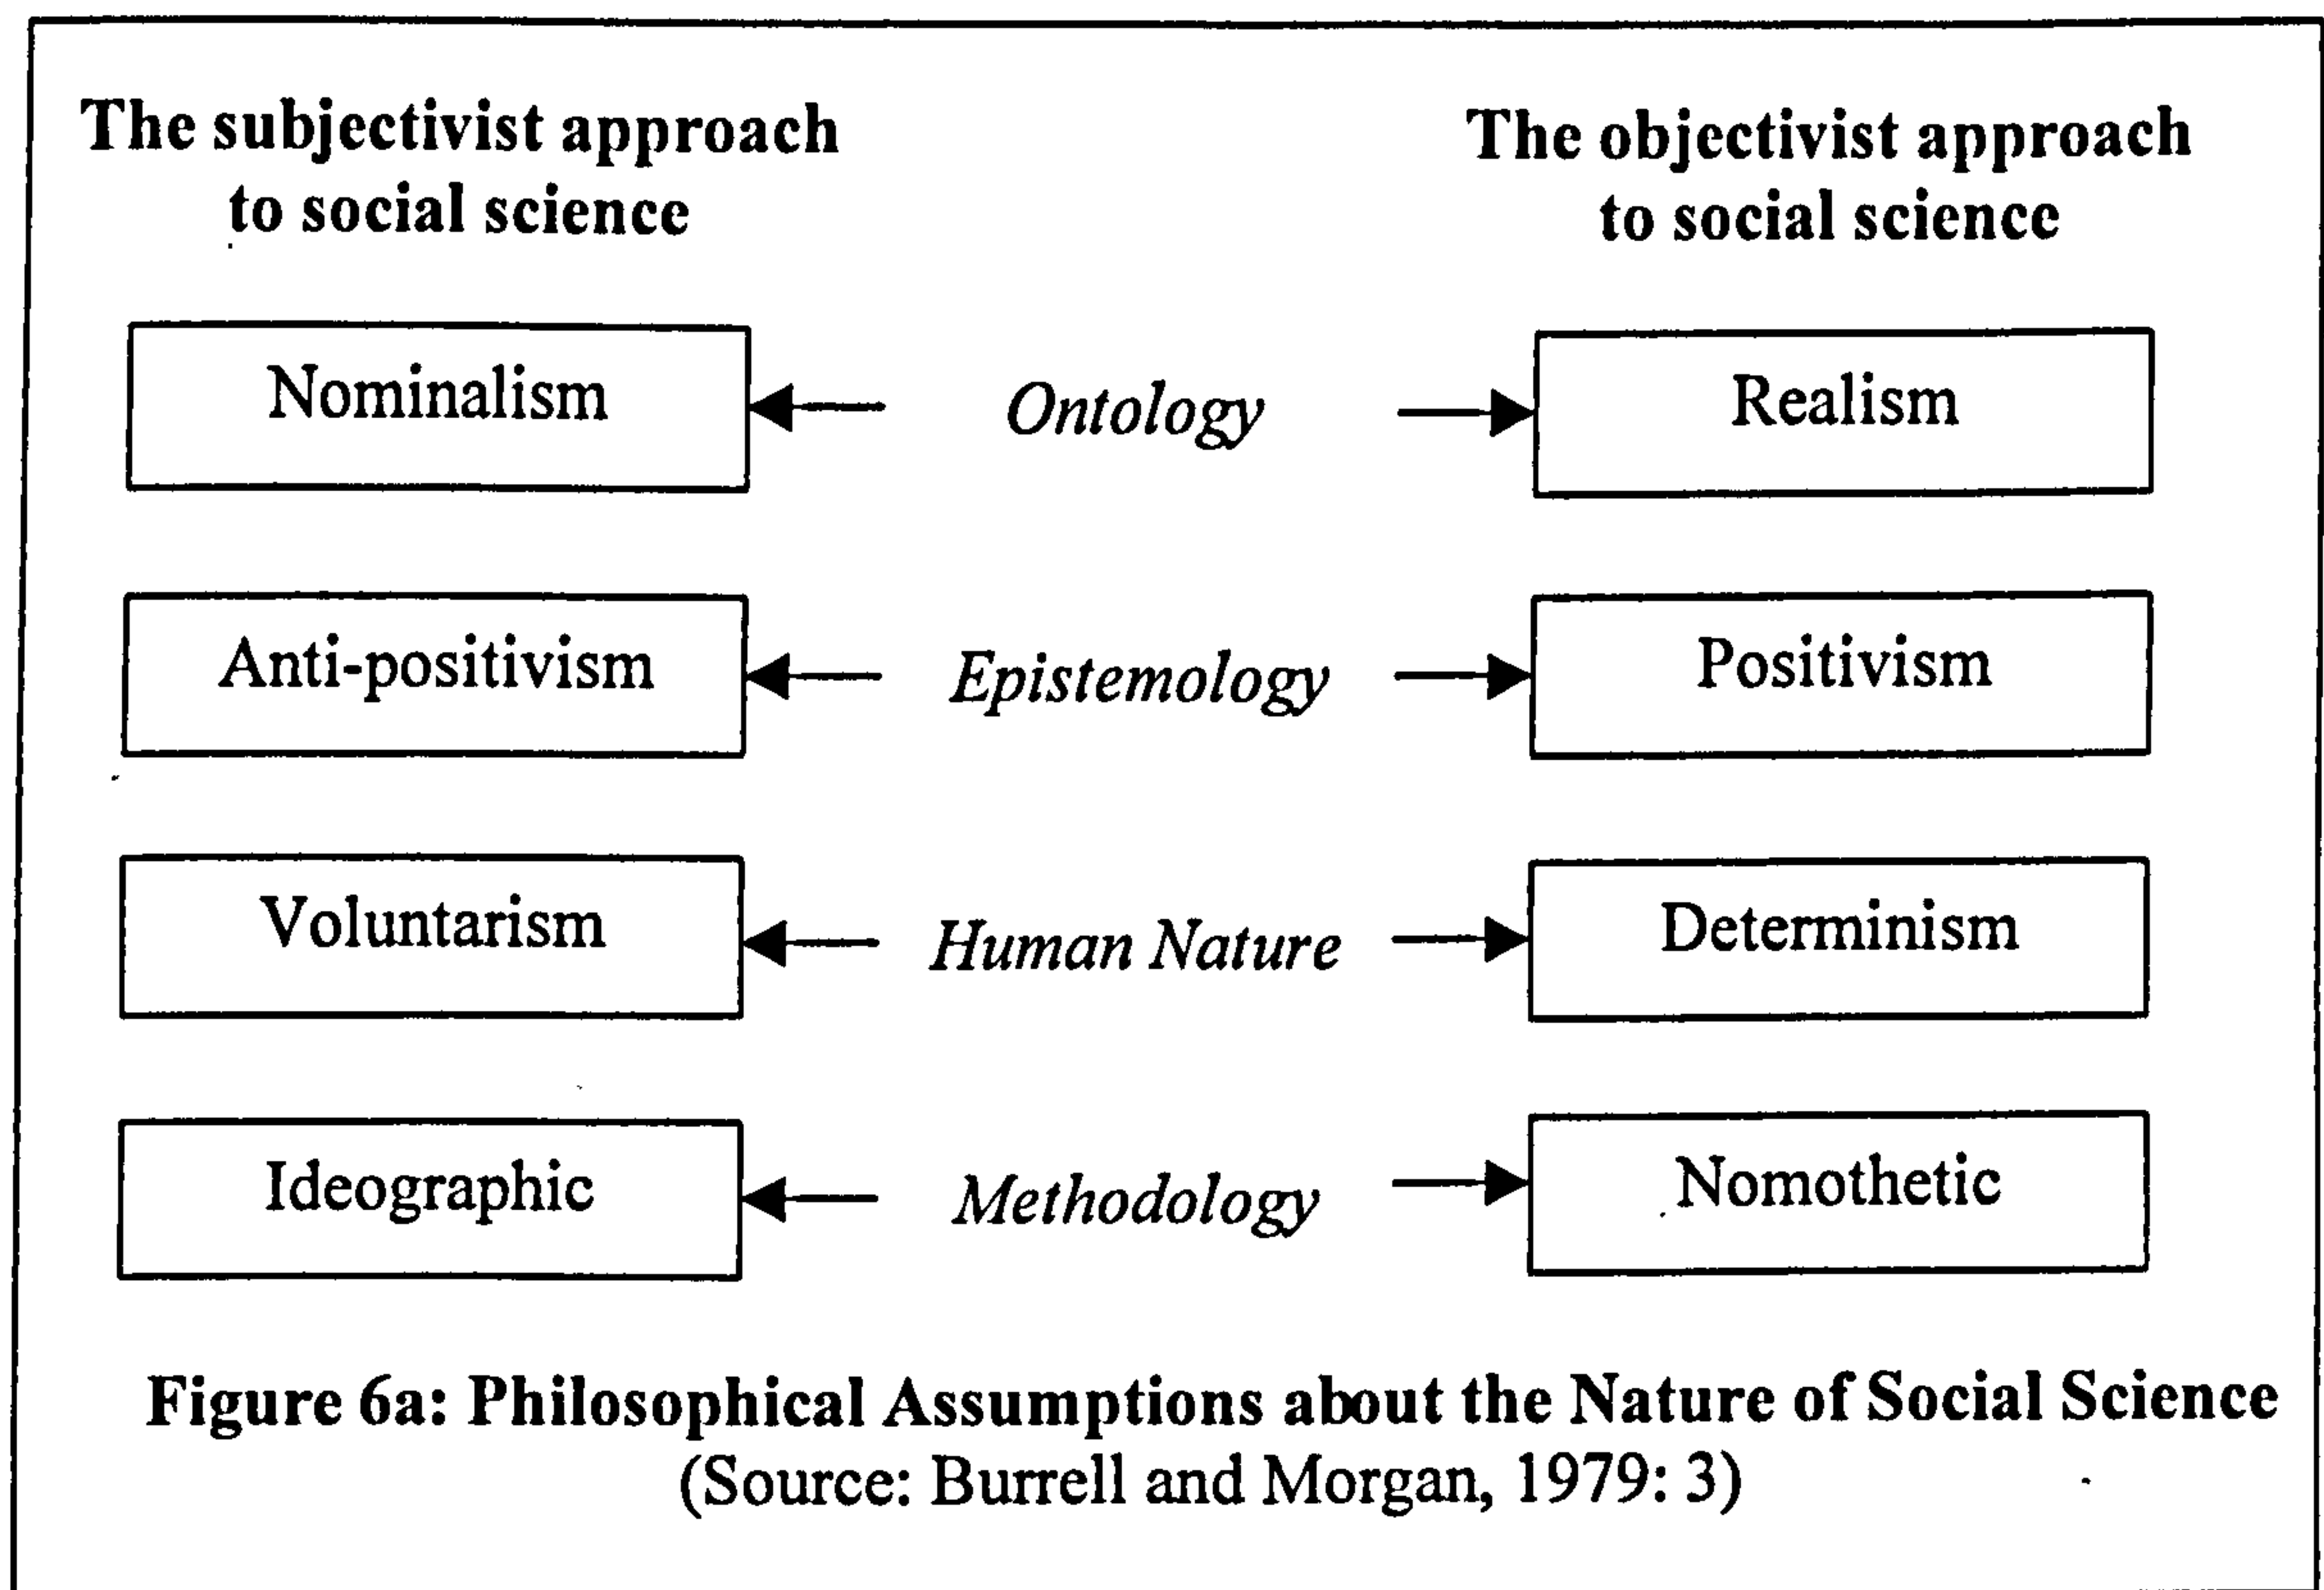 The subjectivist approach
to social science
The objectivist approach
to social science
Nominalism
Ontology
Realism
Anti-positivism
Epistemology
Positivism
Voluntarism
Human Nature
Determinism
Ideographic
Methodology
Nomothetic
Figure 6a: Philosophical Assumptions about the Nature of Social Science
(Source: Burrell and Morgan, 1979: 3)